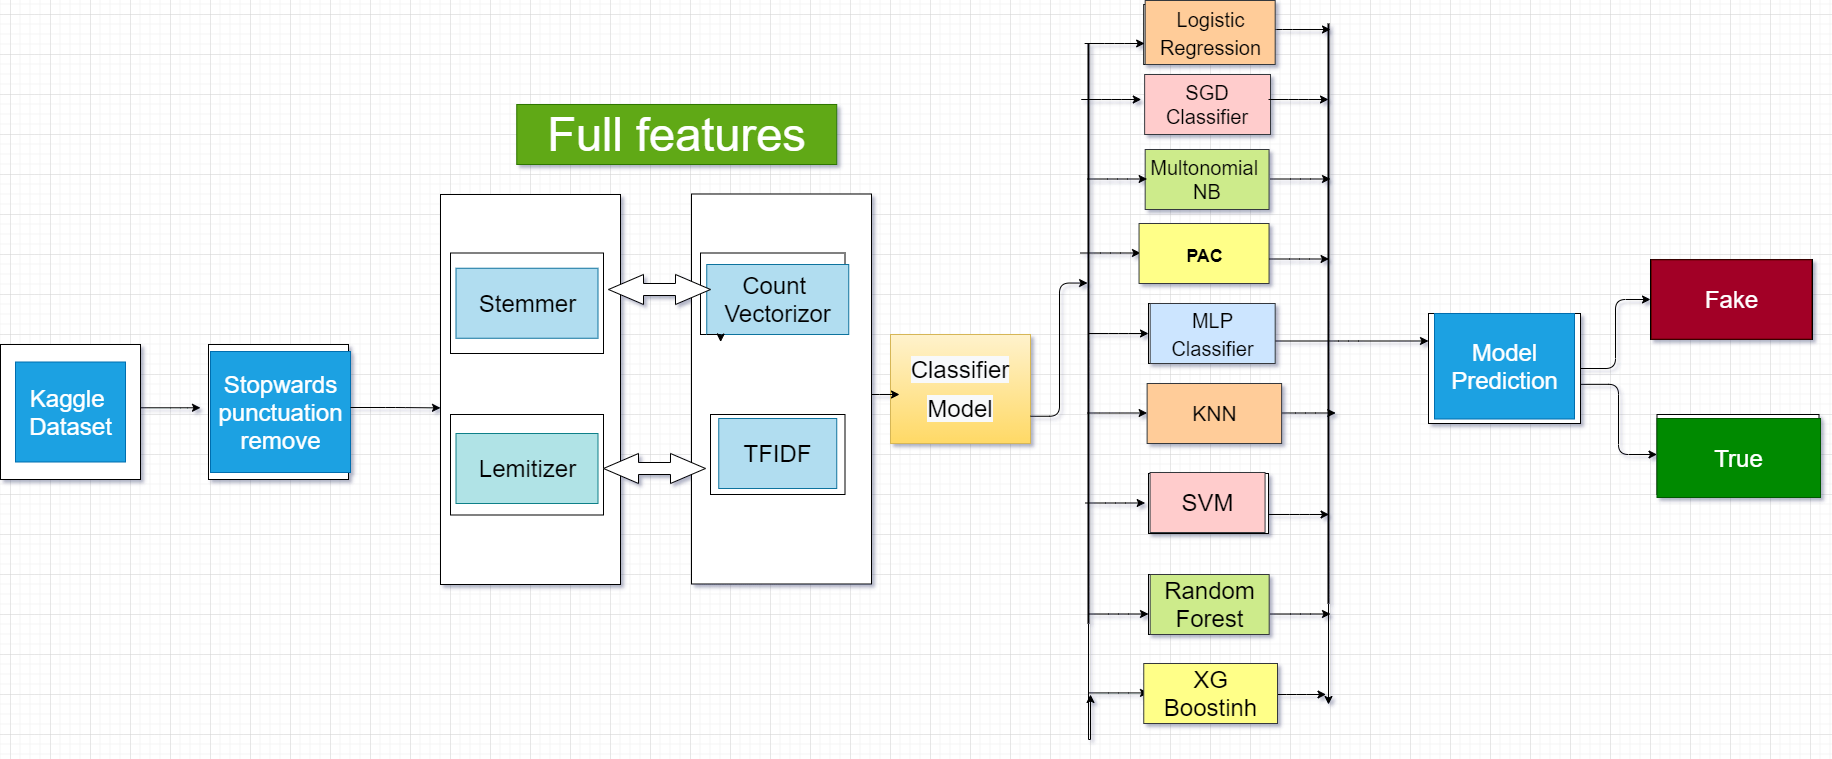 Full features
Kaggle
Dataset
Stopwards
punctuation
remove
Stemmer
Lemitizer
Count
Vectorizor
TFIDF
Classifier
Model
Logistic
Regression
SGD
Classifier
Multonomial
NB
PAC
MLP
Classifier
KNN
SVM
Random
Forest
XG
Boostinh
Model
Prediction
Fake
True